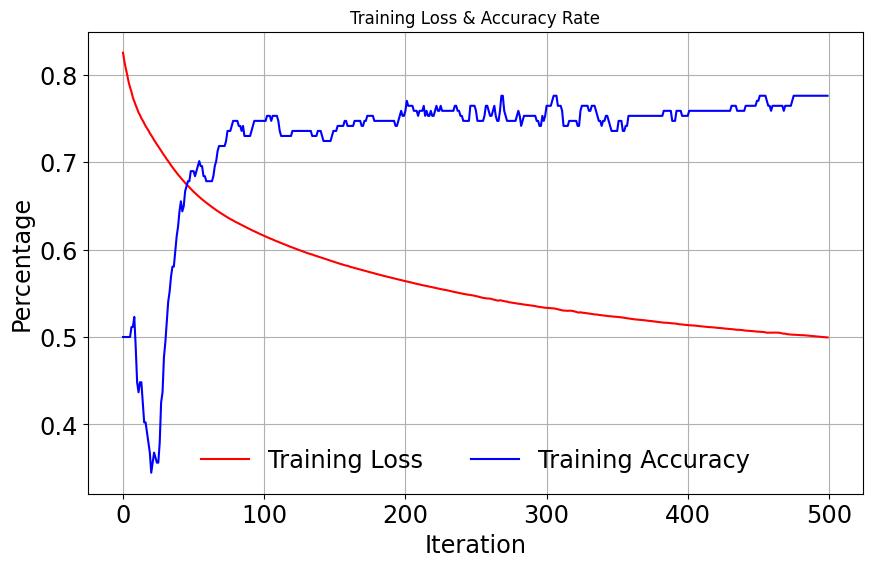 Training Loss & Accuracy Rate
Percentage
0.8
0.7
0.6
0.5
0.4
Training Loss
Training Accuracy
0 100 200 300 400 500
Iteration